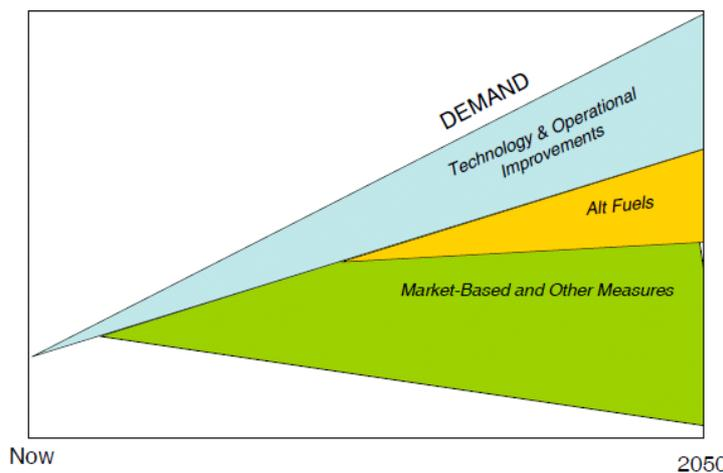 DEMAND
Technology & Operational
Improvements
Alt Fuels
Market-Based and Other Measures
Now
2050